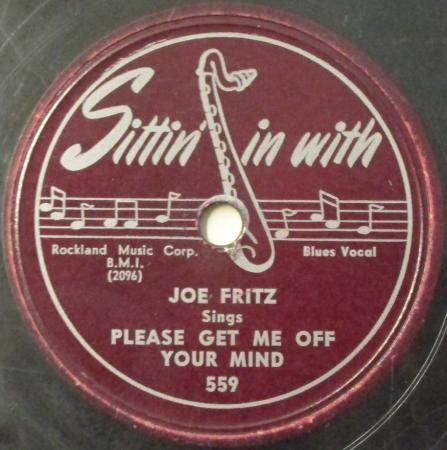 Sittin' in with
Rockland Music Corp.
B.M.I.
(2096)
Blues Vocal
JOE FRiTZ
Sings
PLEASE GET ME OFF
YOUR MIND
559